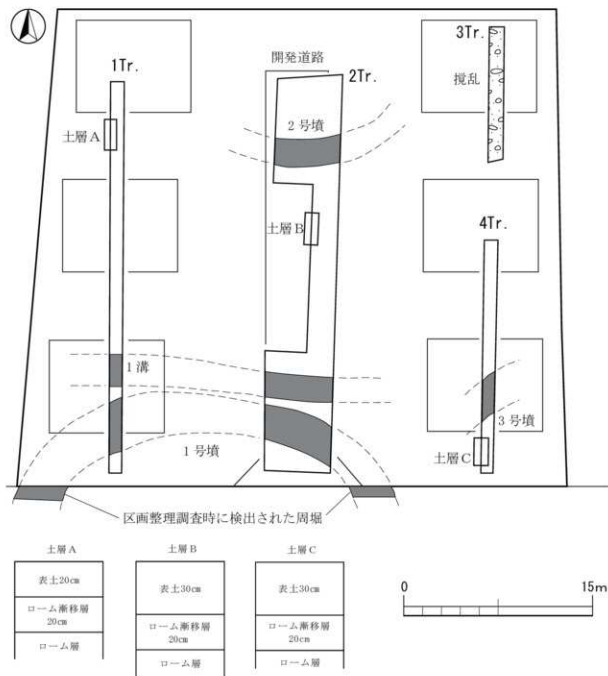 1Tr.
開発道路
2Tr.
3Tr.
攪乱
土層A
2号墳
土層B
4Tr.
1溝
1号墳
3号墳
土層C
区画整理調査時に検出された周堀
土層A
土層B
土層C
表土20cm
ローム漸移層
20cm
ローム層
表土30cm
ローム漸移層
20cm
ローム層
表土30cm
ローム漸移層
20cm
ローム層
0
15m